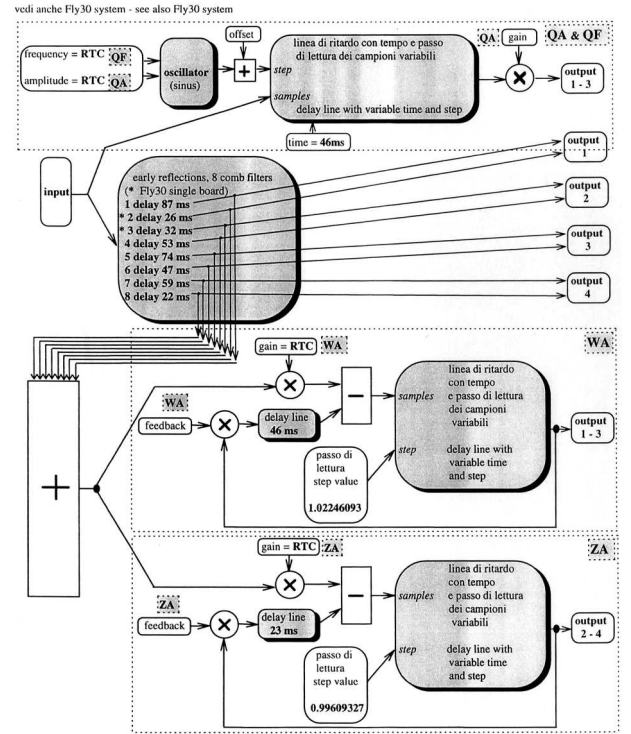 vedi anche Fly30 system - see also Fly30 system
offset
frequency = RTC QF
amplitude = RTC QA
oscillator
(sinus)
+
linea di ritardo con tempo e passo
di lettura dei campioni variabili
step
samples
delay line with variable time and step
time = 46ms
QA gain
QA & QF
×
output
1 - 3
input
early reflections, 8 comb filters
(* Fly30 single board)
1 delay 87 ms
* 2 delay 26 ms
* 3 delay 32 ms
4 delay 53 ms
5 delay 74 ms
6 delay 47 ms
7 delay 59 ms
8 delay 22 ms
output
1
output
2
output
3
output
4
+
WA
gain = RTC WA
×
−
WA
feedback
×
delay line
46 ms
linea di ritardo
con tempo
samples e passo di lettura
dei campioni
variabili
step delay line with
variable time
and step
passo di
lettura
step value
1.02246093
output
1 - 3
ZA
gain = RTC ZA
×
−
ZA
feedback
×
delay line
23 ms
linea di ritardo
con tempo
samples e passo di lettura
dei campioni
variabili
step delay line with
variable time
and step
passo di
lettura
step value
0.99609327
output
2 - 4